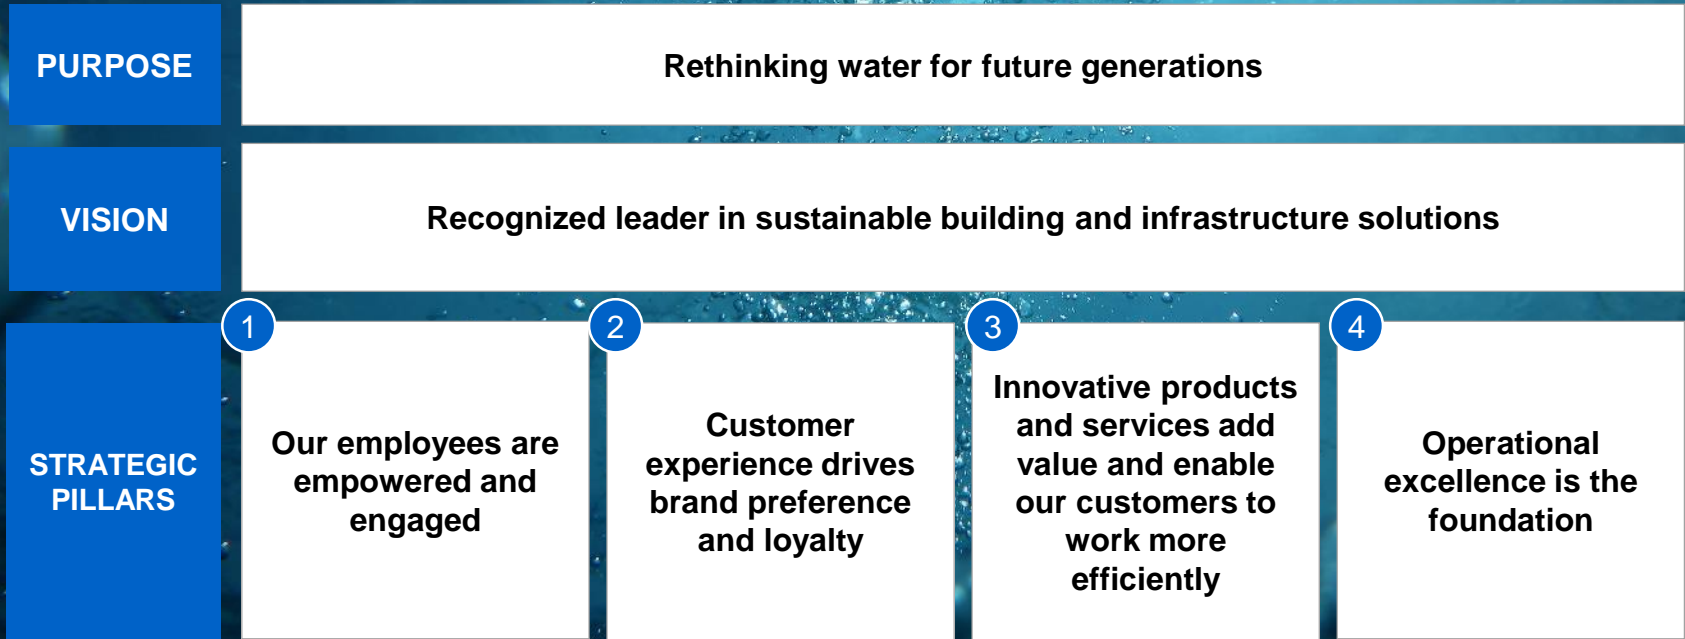 PURPOSE
Rethinking water for future generations
VISION
Recognized leader in sustainable building and infrastructure solutions
STRATEGIC
PILLARS
1
Our employees are
empowered and
engaged
2
Customer
experience drives
brand preference
and loyalty
3
Innovative products
and services add
value and enable
our customers to
work more
efficiently
4
Operational
excellence is the
foundation